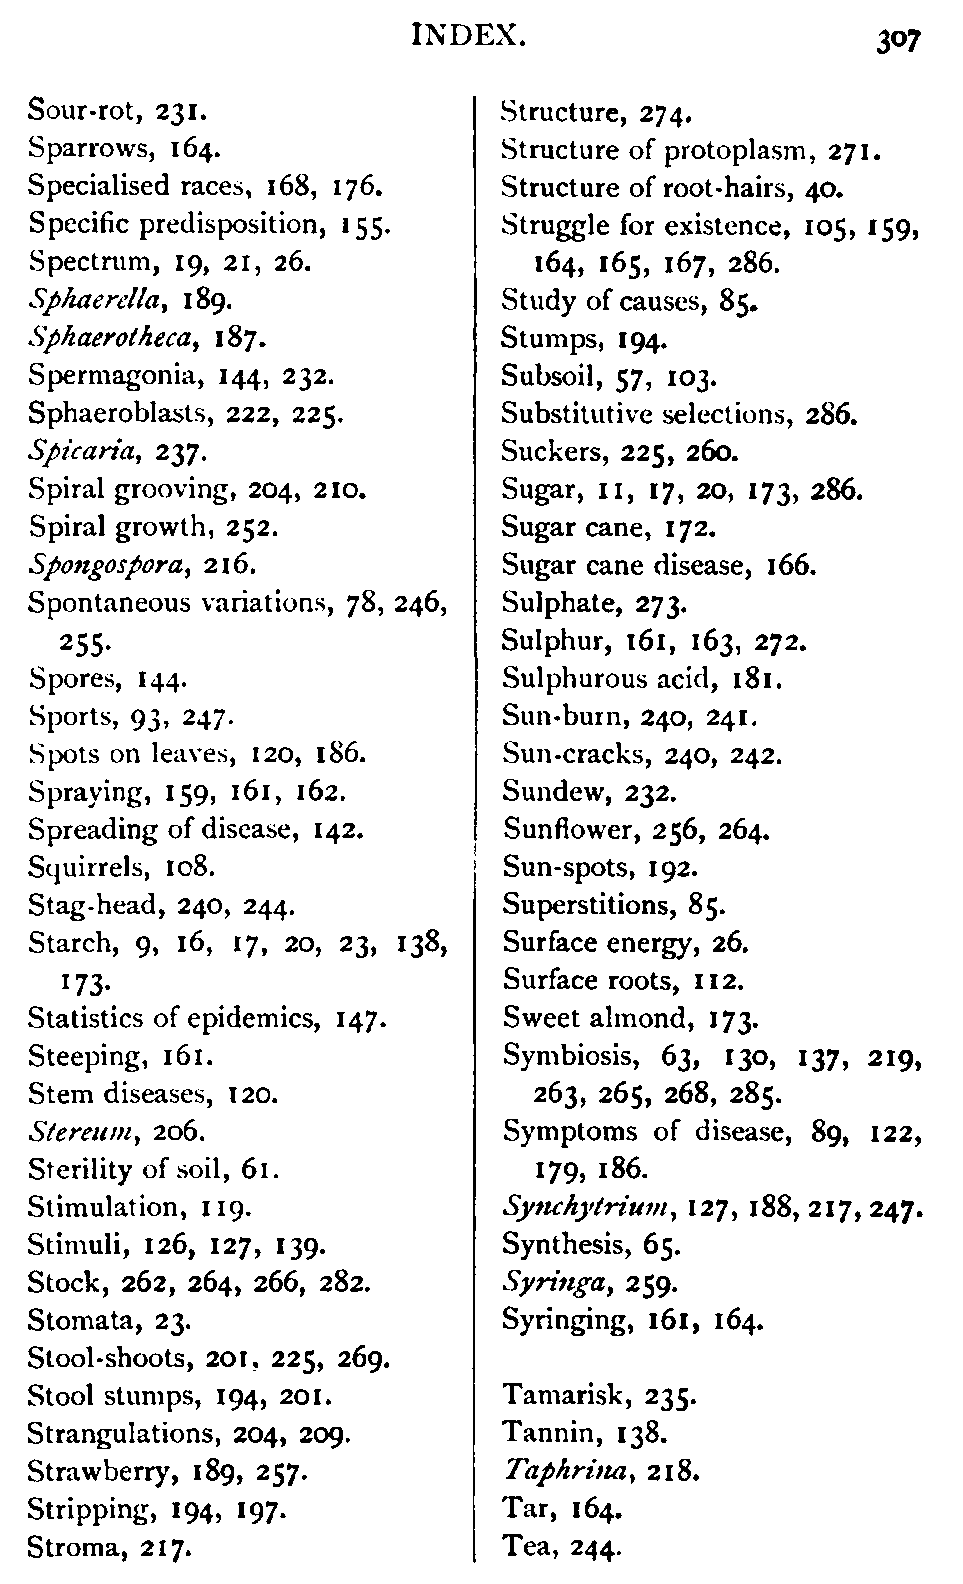 INDEX. 307
Sour-rot, 231.
Sparrows, 164.
Specialised races, 168, 176.
Specific predisposition, 155.
Spectrum, 19, 21, 26.
Sphaerella, 189.
Sphaerotheca, 187.
Spermagonia, 144, 232.
Sphaeroblasts, 222, 225.
Spicaria, 237.
Spiral grooving, 204, 210.
Spiral growth, 252.
Spongospora, 216.
Spontaneous variations, 78, 246,
255.
Spores, 144.
Sports, 93, 247.
Spots on leaves, 120, 186.
Spraying, 159, 161, 162.
Spreading of disease, 142.
Squirrels, 108.
Stag-head, 240, 244.
Starch, 9, 16, 17, 20, 23, 138,
173.
Statistics of epidemics, 147.
Steeping, 161.
Stem diseases, 120.
Stereum, 206.
Sterility of soil, 61.
Stimulation, 119.
Stimuli, 126, 127, 139.
Stock, 262, 264, 266, 282.
Stomata, 23.
Stool-shoots, 201, 225, 269.
Stool stumps, 194, 201.
Strangulations, 204, 209.
Strawberry, 189, 257.
Stripping, 194, 197.
Stroma, 217.
Structure, 274.
Structure of protoplasm, 271.
Structure of root-hairs, 40.
Struggle for existence, 105, 159,
164, 165, 167, 286.
Study of causes, 85.
Stumps, 194.
Subsoil, 57, 103.
Substitutive selections, 286.
Suckers, 225, 260.
Sugar, 11, 17, 20, 173, 286.
Sugar cane, 172.
Sugar cane disease, 166.
Sulphate, 273.
Sulphur, 161, 163, 272.
Sulphurous acid, 181.
Sun-burn, 240, 241.
Sun-cracks, 240, 242.
Sundew, 232.
Sunflower, 256, 264.
Sun-spots, 192.
Superstitions, 85.
Surface energy, 26.
Surface roots, 112.
Sweet almond, 173.
Symbiosis, 63, 130, 137, 219,
263, 265, 268, 285.
Symptoms of disease, 89, 122,
179, 186.
Synchytrium, 127, 188, 217, 247.
Synthesis, 65.
Syringa, 259.
Syringing, 161, 164.
Tamarisk, 235.
Tannin, 138.
Taphrina, 218.
Tar, 164.
Tea, 244.